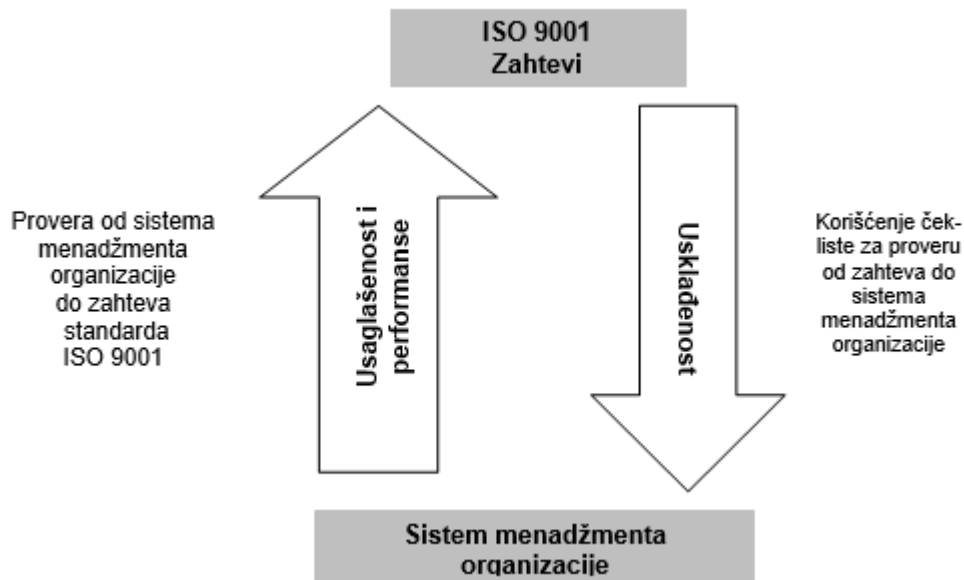 ISO 9001
Zahtevi
Provera od sistema
menadžmenta
organizacije
do zahteva
standarda
ISO 9001
Usaglašenost i
performanse
Usklađenost
Korišćenje ček-
liste za proveru
od zahteva do
sistema
menadžmenta
organizacije
Sistem menadžmenta
organizacije